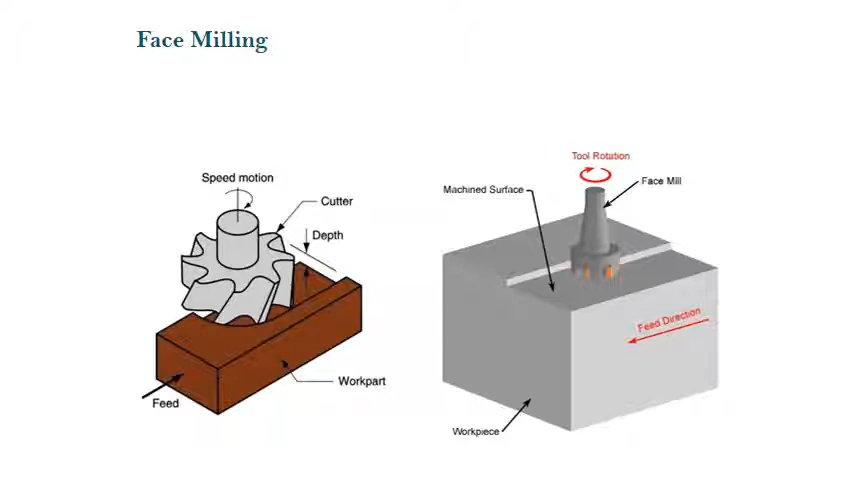 Face Milling
Speed motion
Cutter
Depth
Workpart
Feed
Tool Rotation
Machined Surface
Face Mill
Feed Direction
Workpiece